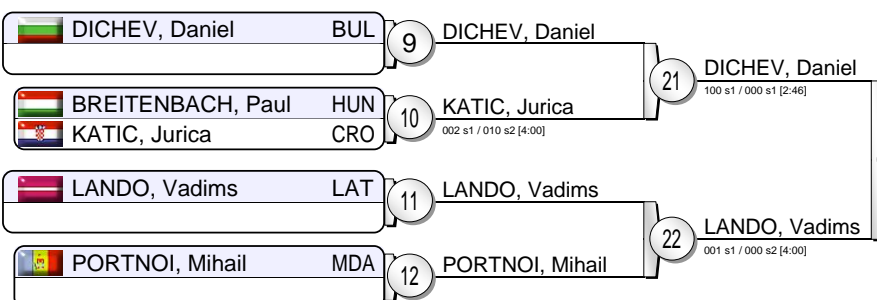 DICHEV, Daniel BUL
BREITENBACH, Paul HUN
KATIC, Jurica CRO
LANDO, Vadims LAT
PORTNOI, Mihail MDA
9 DICHEV, Daniel
10 KATIC, Jurica
002 s1 / 010 s2 [4:00]
11 LANDO, Vadims
12 PORTNOI, Mihail
21 DICHEV, Daniel
100 s1 / 000 s1 [2:46]
22 LANDO, Vadims
001 s1 / 000 s2 [4:00]